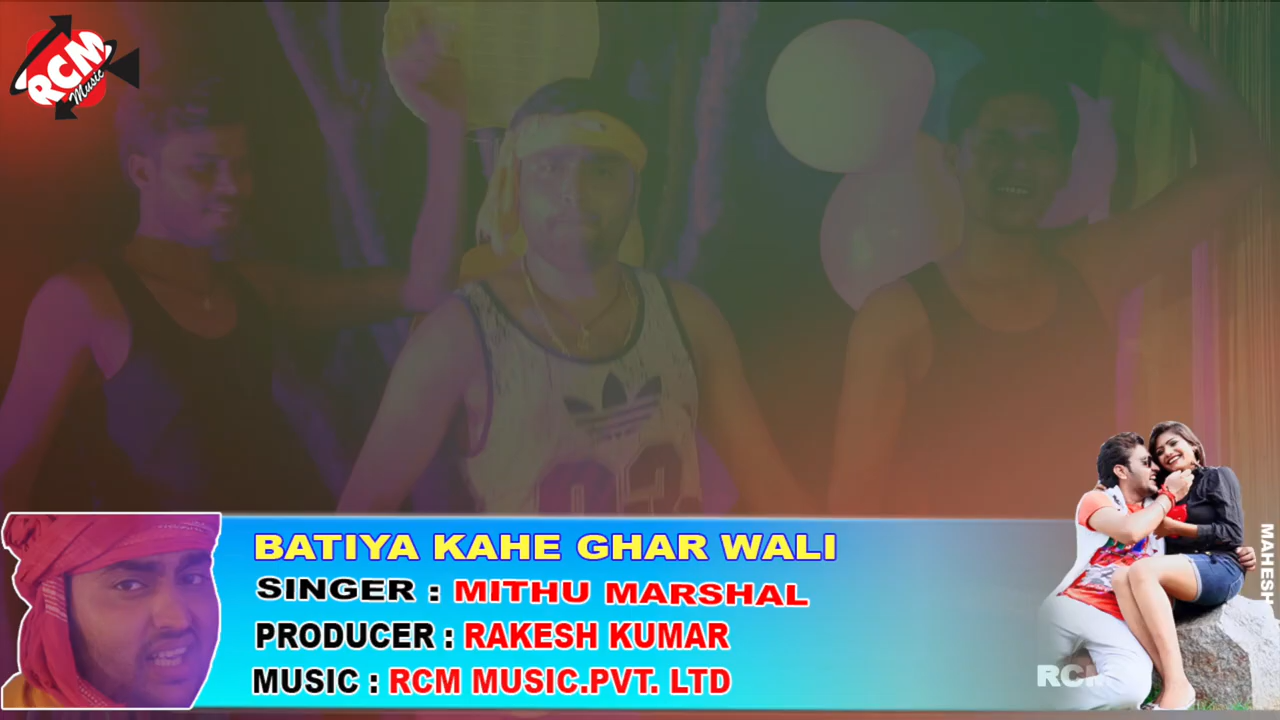 RCM
Music
BATIYA KAHE GHAR WALI
SINGER : MITHU MARSHAL
PRODUCER : RAKESH KUMAR
MUSIC : RCM MUSIC.PVT. LTD
MAHESH
RCM
03